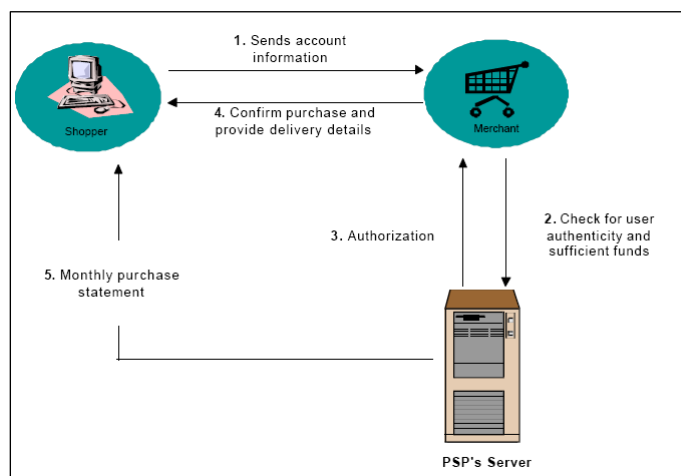 1. Sends account
information
Shopper
4. Confirm purchase and
provide delivery details
Merchant
3. Authorization
2. Check for user
authenticity and
sufficient funds
5. Monthly purchase
statement
PSP's Server